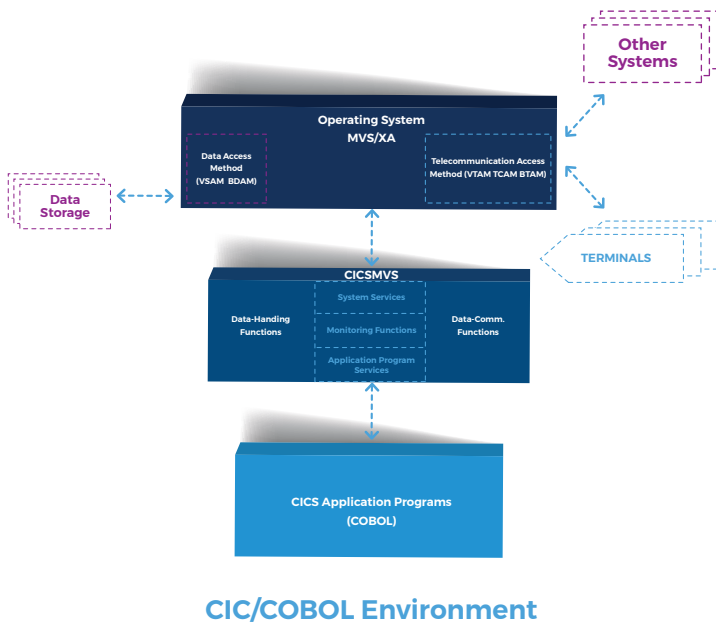 Other
Systems
Operating System
MVS/XA
Data Access
Method
(VSAM BDAM)
Telecommunication Access
Method (VTAM TCAM BTAM)
Data
Storage
TERMINALS
CICSMVS
System Services
Data-Handing
Functions
Monitoring Functions
Data-Comm.
Functions
Application Program
Services
CICS Application Programs
(COBOL)
CIC/COBOL Environment